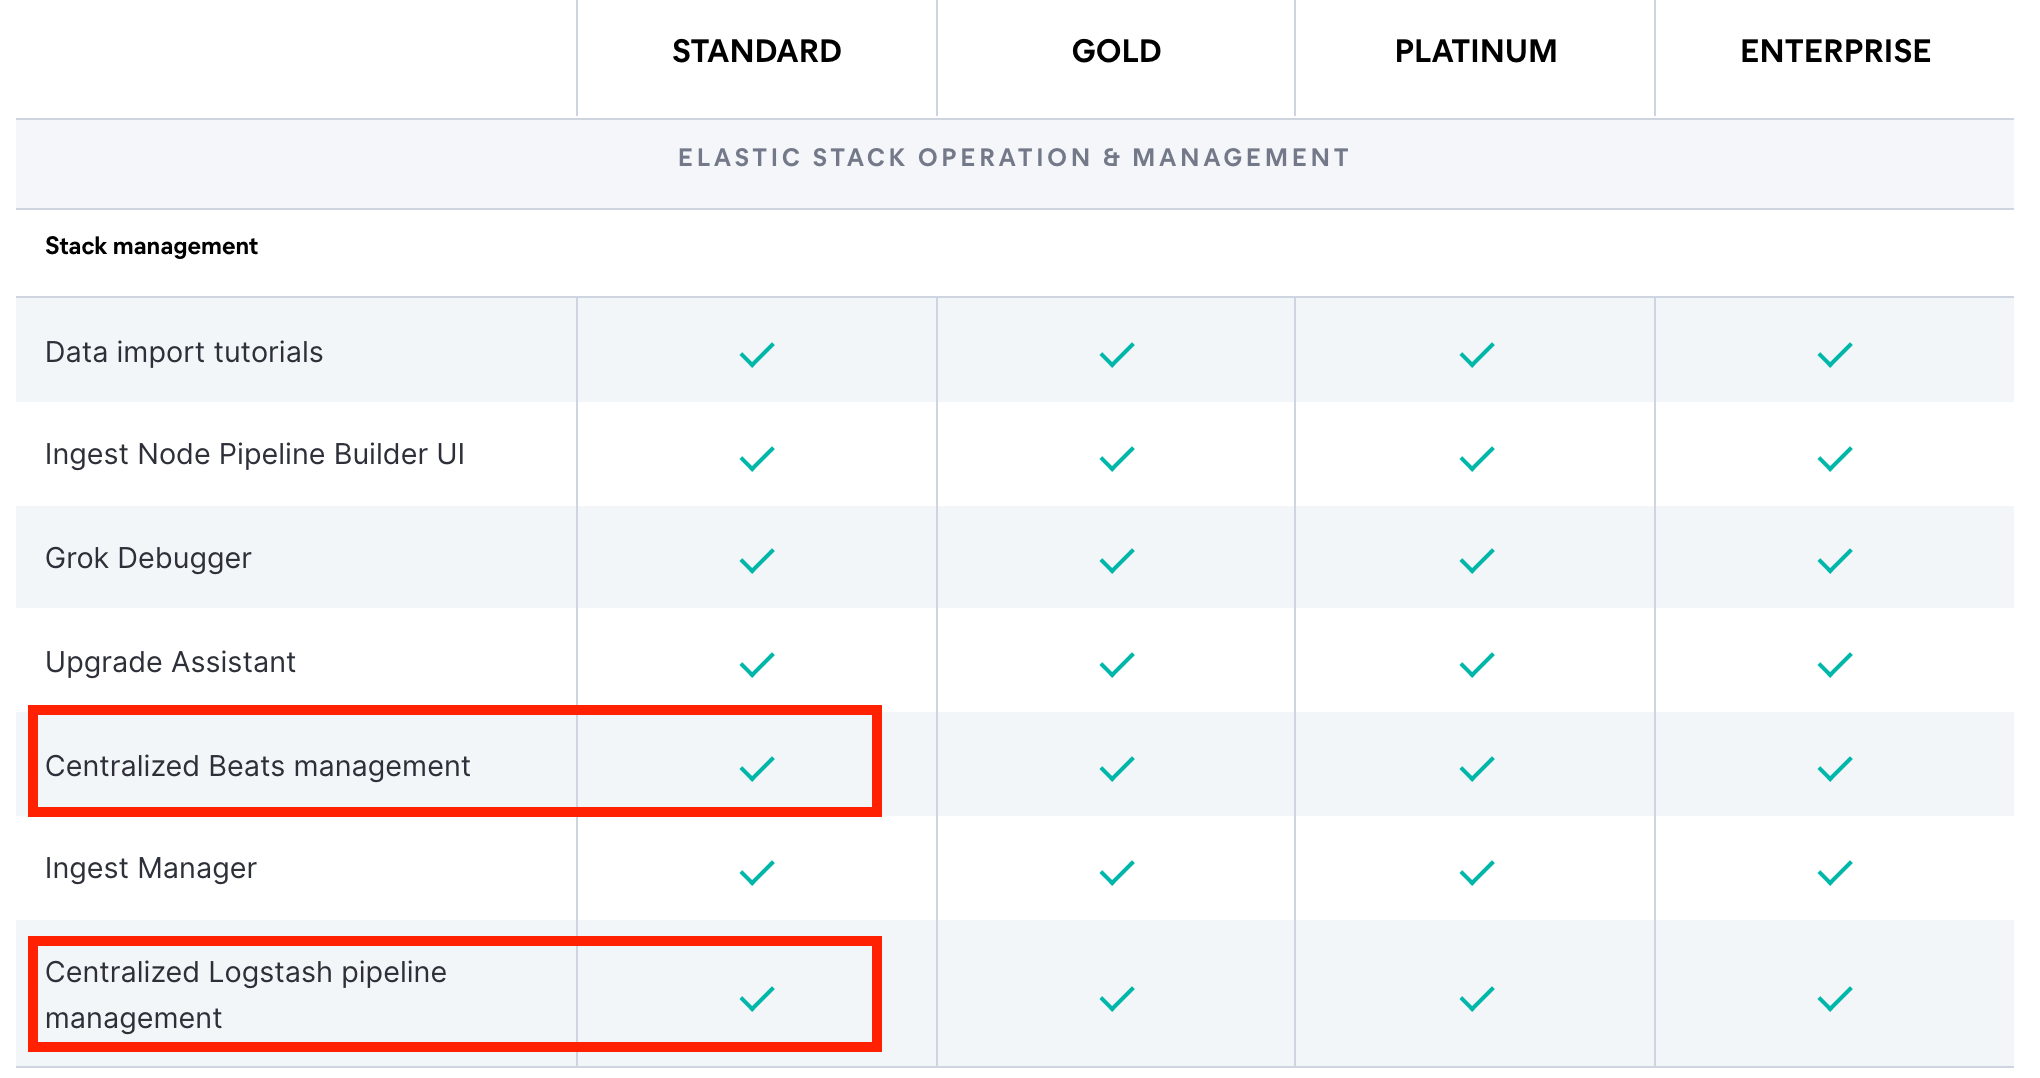 STANDARD GOLD PLATINUM ENTERPRISE
ELASTIC STACK OPERATION & MANAGEMENT
Stack management
Data import tutorials
Ingest Node Pipeline Builder UI
Grok Debugger
Upgrade Assistant
Centralized Beats management
Ingest Manager
Centralized Logstash pipeline
management